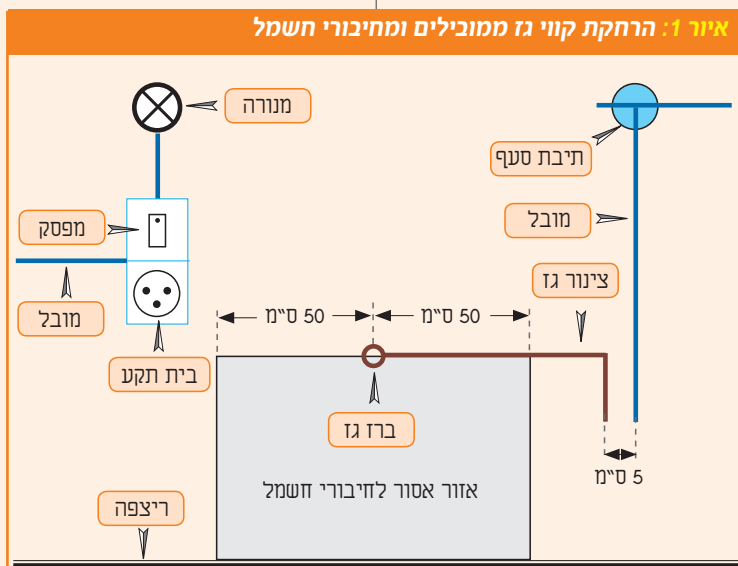 איור 1: הרחקת קווי גז ממובילים ומחיבורי חשמל
מנורה
תיבת סעף
מפסק
מובל
צינור גז
מובל
50 ס״מ
50 ס״מ
בית תקע
ברז גז
5 ס״מ
אזור אסור לחיבורי חשמל
ריצפה